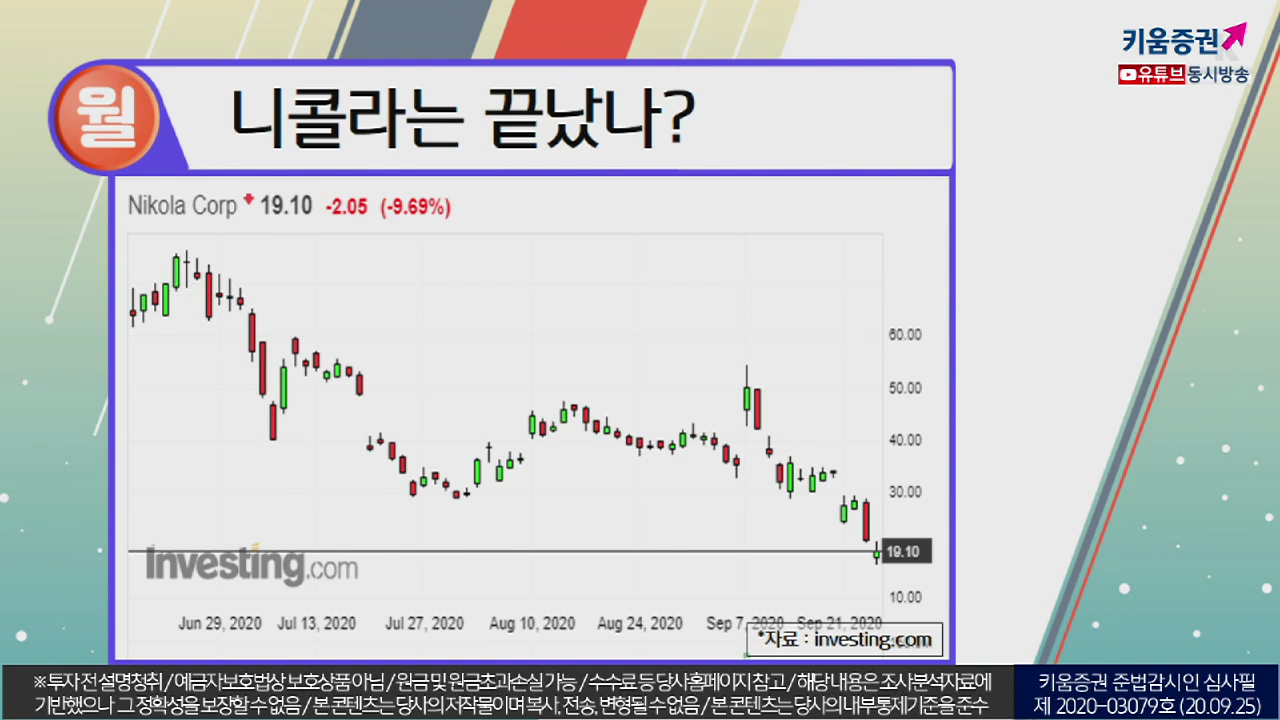 키움증권
유튜브 동시방송
월
니콜라는 끝났나?
Nikola Corp 19.10 -2.05 (-9.69%)
60.00
50.00
40.00
30.00
19.10
10.00
investing.com
Jun 29, 2020 Jul 13, 2020 Jul 27, 2020 Aug 10, 2020 Aug 24, 2020 Sep 7, 2020 Sep 21, 2020
*자료 : investing.com
※ 투자 전 설명청취 / 예금자보호법상 보호상품 아님 / 원금 및 원금초과손실 가능 / 수수료 등 당사홈페이지 참고 / 해당 내용은 조사분석자료에
기반했으나 그 정확성을 보장할 수 없음 / 본 콘텐츠는 당사의 저작물이며 복사, 전송, 변형될 수 없음 / 본 콘텐츠는 당사의 내부통제기준을 준수
키움증권 준법감시인 심사필
제 2020-03079호 (20.09.25)